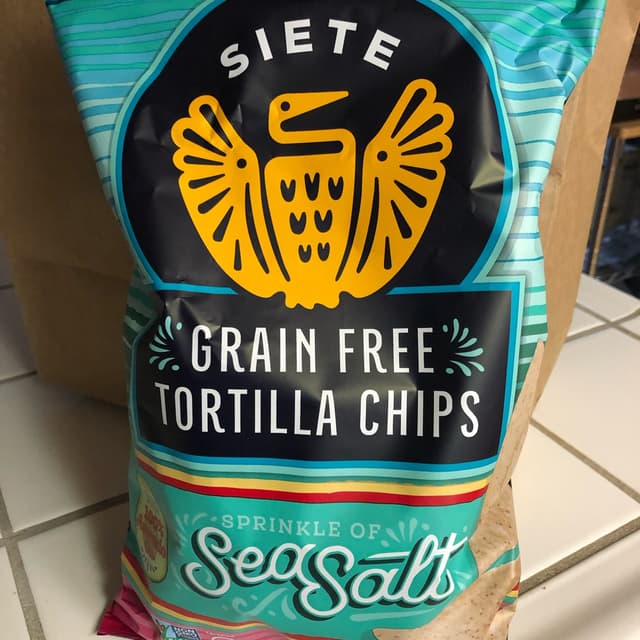 SIETE
GRAIN FREE
TORTILLA CHIPS
SPRINKLE OF
Sea Salt